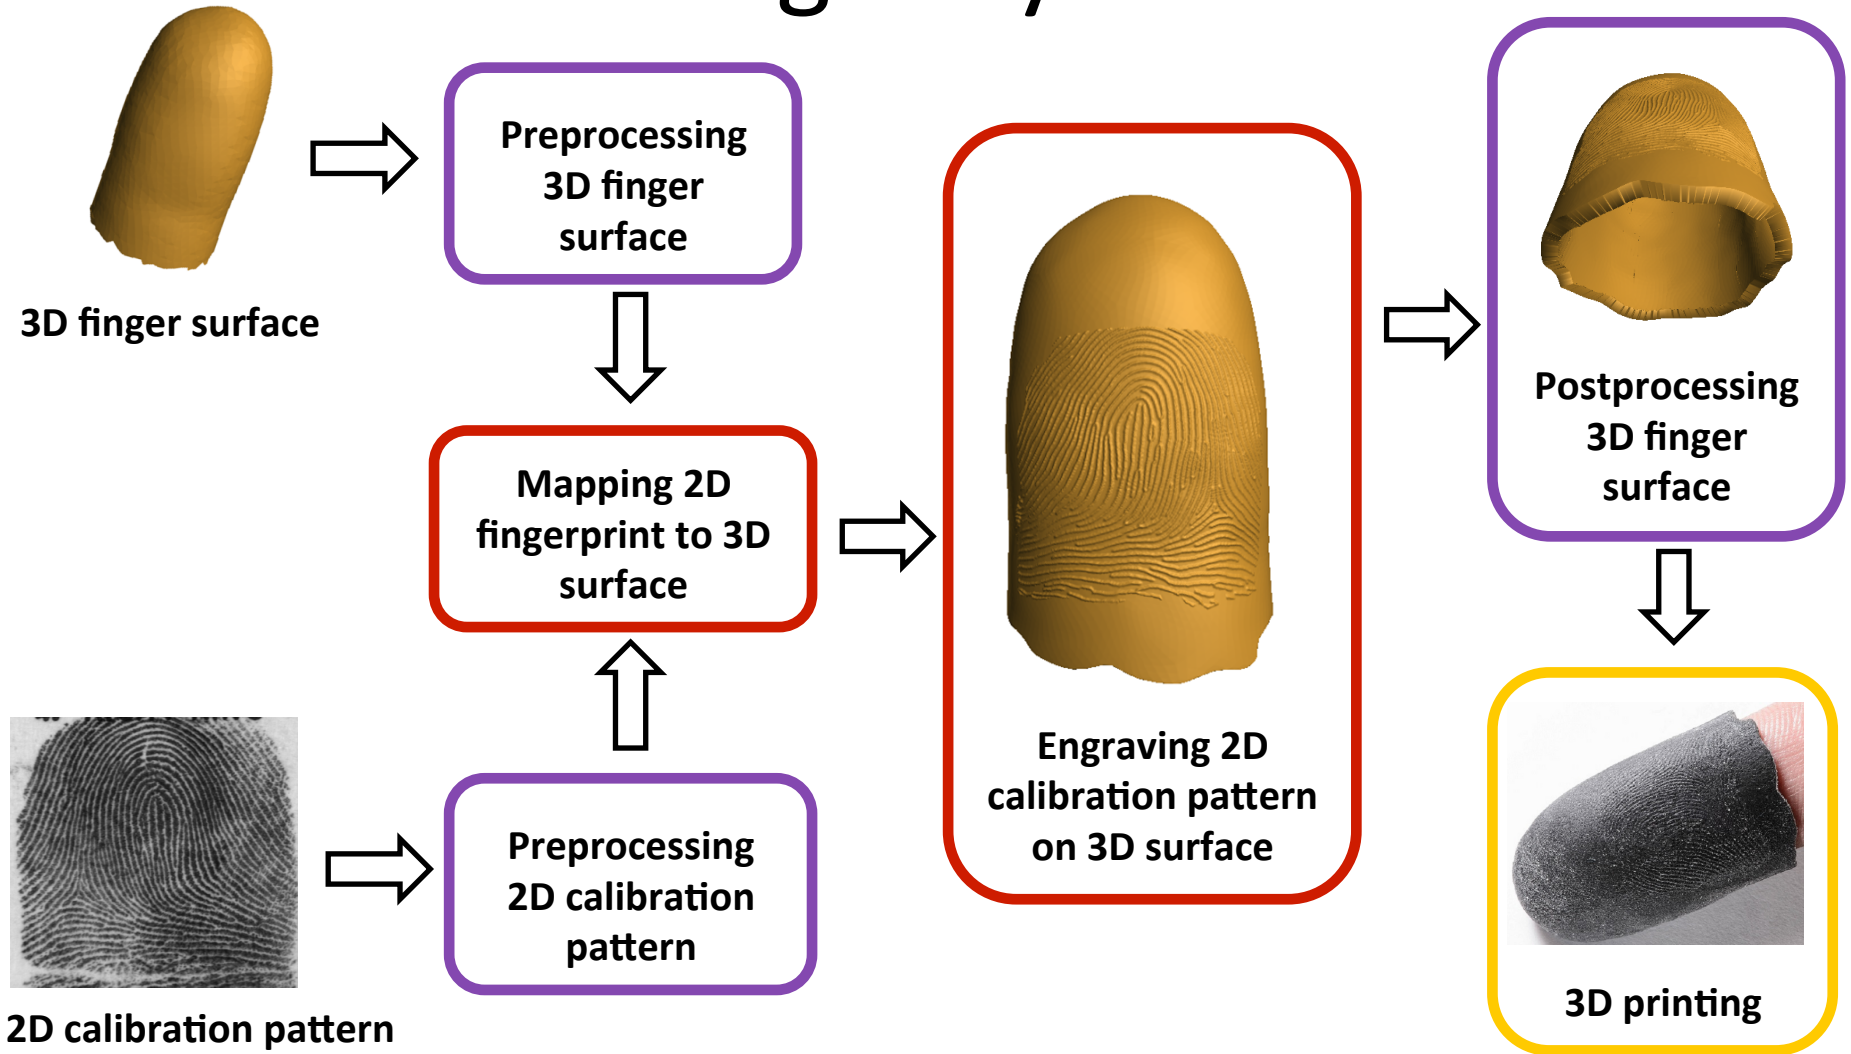 3D finger surface
Preprocessing
3D finger
surface
Mapping 2D
fingerprint to 3D
surface
2D calibration pattern
Preprocessing
2D calibration
pattern
Engraving 2D
calibration pattern
on 3D surface
Postprocessing
3D finger
surface
3D printing